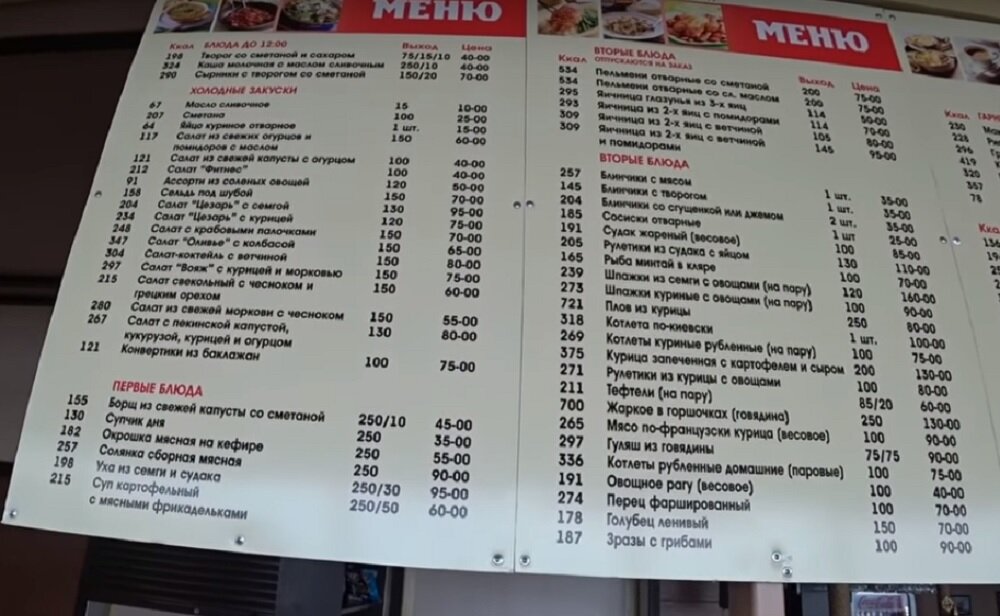 МЕНЮ
Ккал БЛЮДА ДО 12:00 Выход Цена
198 Творог со сметаной и сахаром 75/15/10 40-00
324 Каша молочная с маслом сливочным 250/10 40-00
290 Сырники с творогом со сметаной 150/20 70-00
ХОЛОДНЫЕ ЗАКУСКИ
67 Масло сливочное 15 10-00
207 Сметана 100 25-00
64 Яйцо куриное отварное 1 шт. 15-00
117 Салат из свежих огурцов и 150 60-00
помидоров с маслом
121 Салат из свежей капусты с огурцом 100 40-00
212 Салат "Фитнес" 100 40-00
91 Ассорти из соленых овощей 120 50-00
158 Сельдь под шубой 150 70-00
204 Салат "Цезарь" с семгой 130 95-00
234 Салат "Цезарь" с курицей 120 75-00
248 Салат с крабовыми палочками 150 70-00
347 Салат "Оливье" с колбасой 150 65-00
304 Салат-коктейль с ветчиной 150 80-00
297 Салат "Вояж" с курицей и морковью 150 75-00
215 Салат свекольный с чесноком и 150 60-00
грецким орехом
280 Салат из свежей моркови с чесноком 150 55-00
267 Салат с пекинской капустой, 130 80-00
кукурузой, курицей и огурцом
121 Конвертики из баклажан 100 75-00
ПЕРВЫЕ БЛЮДА
155 Борщ из свежей капусты со сметаной 250/10 45-00
130 Супчик дня 250 35-00
182 Окрошка мясная на кефире 250 55-00
257 Солянка сборная мясная 250 90-00
198 Уха из семги и судака 250/30 95-00
215 Суп картофельный 250/50 60-00
с мясными фрикадельками
МЕНЮ
ВТОРЫЕ БЛЮДА
Ккал ОТПУСКАЮТСЯ НА ЗАКАЗ Выход Цена
534 Пельмени отварные со сметаной 200 75-00
534 Пельмени отварные со сл. маслом 200 75-00
295 Яичница глазунья из 3-х яиц 114 50-00
293 Яичница из 2-х яиц с помидорами 114 70-00
309 Яичница из 2-х яиц с ветчиной 105 80-00
309 Яичница из 2-х яиц с ветчиной 145 95-00
и помидорами
ВТОРЫЕ БЛЮДА
257 Блинчики с мясом 1 шт. 35-00
145 Блинчики с творогом 1 шт. 35-00
204 Блинчики со сгущенкой или джемом 2 шт. 35-00
185 Сосиски отварные 1 шт 25-00
191 Судак жареный (весовое) 100 85-00
205 Рулетики из судака с яйцом 130 110-00
165 Рыба минтай в кляре 100 70-00
239 Шпажки из семги с овощами (на пару) 120 160-00
273 Шпажки куриные с овощами (на пару) 100 90-00
721 Плов из курицы 250 80-00
318 Котлета по-киевски 1 шт. 100-00
269 Котлеты куриные рубленные (на пару) 100 75-00
375 Курица запеченная с картофелем и сыром 200 130-00
271 Рулетики из курицы с овощами 100 80-00
211 Тефтели (на пару) 85/20 60-00
700 Жаркое в горшочках (говядина) 250 130-00
265 Мясо по-французски курица (весовое) 100 90-00
297 Гуляш из говядины 75/75 90-00
336 Котлеты рубленные домашние (паровые) 100 75-00
191 Овощное рагу (весовое) 100 40-00
274 Перец фаршированный 100 70-00
178 Голубец ленивый 150 70-00
187 Зразы с грибами 100 90-00
Ккал
230
228
296
419
320
357
78
Ккал